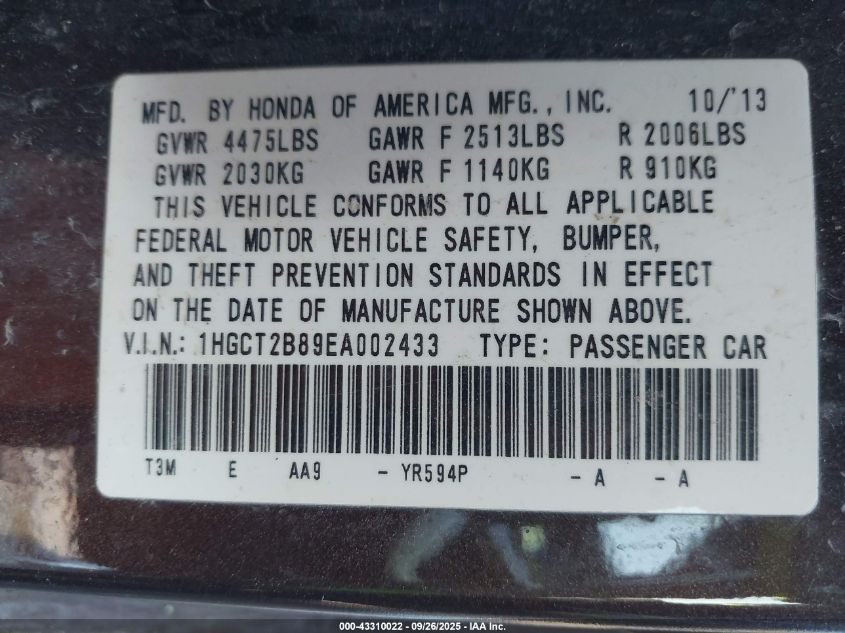 MFD. BY HONDA OF AMERICA MFG., INC. 10/'13
GVWR 4475LBS GAWR F 2513LBS R 2006LBS
GVWR 2030KG GAWR F 1140KG R 910KG
THIS VEHICLE CONFORMS TO ALL APPLICABLE
FEDERAL MOTOR VEHICLE SAFETY, BUMPER,
AND THEFT PREVENTION STANDARDS IN EFFECT
ON THE DATE OF MANUFACTURE SHOWN ABOVE.
V.I.N.: 1HGCT2B89EA002433 TYPE: PASSENGER CAR
T3M E AA9 - YR594P - A - A
000-43310022 - 09/26/2025 - IAA Inc.